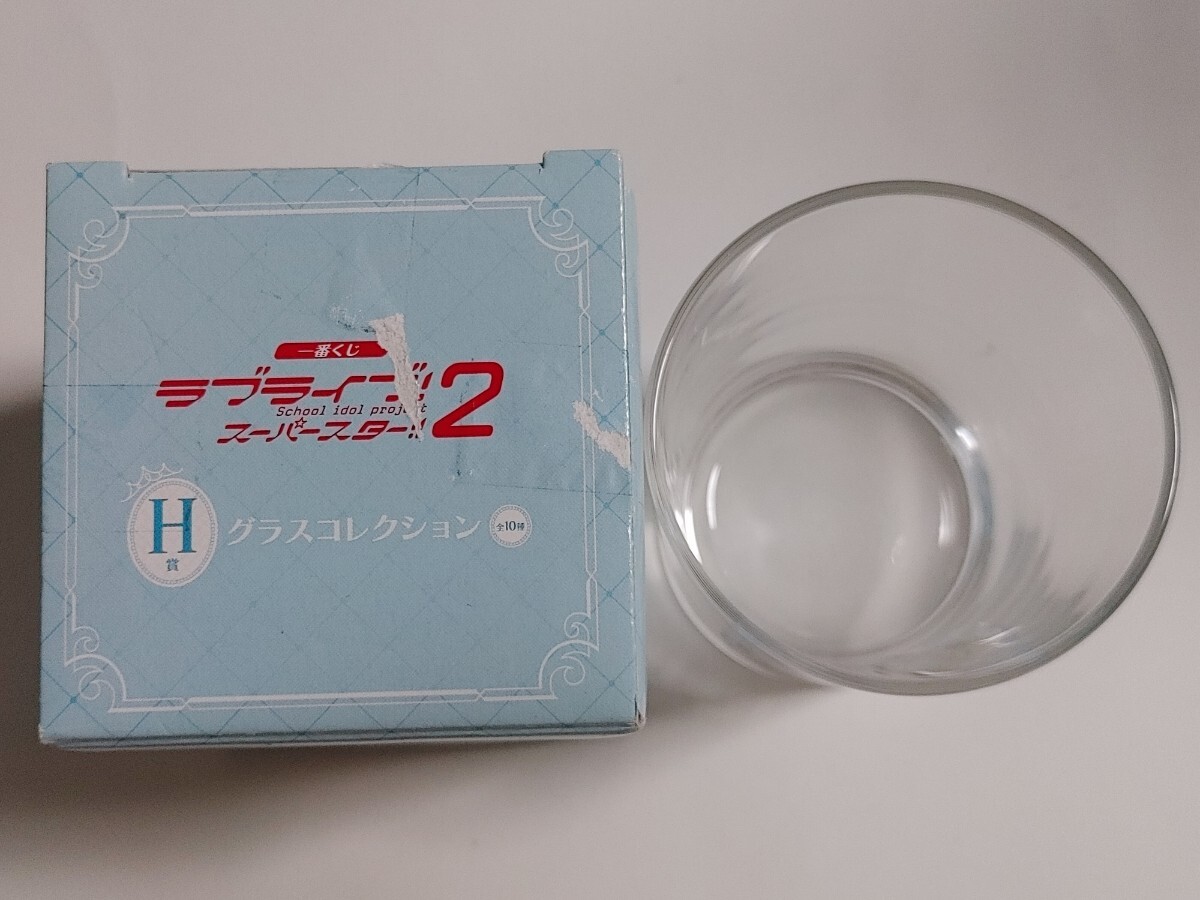 一番くじ
ラブライブ!
School idol project
スーパースター!! 2
H
賞
グラスコレクション
全10種